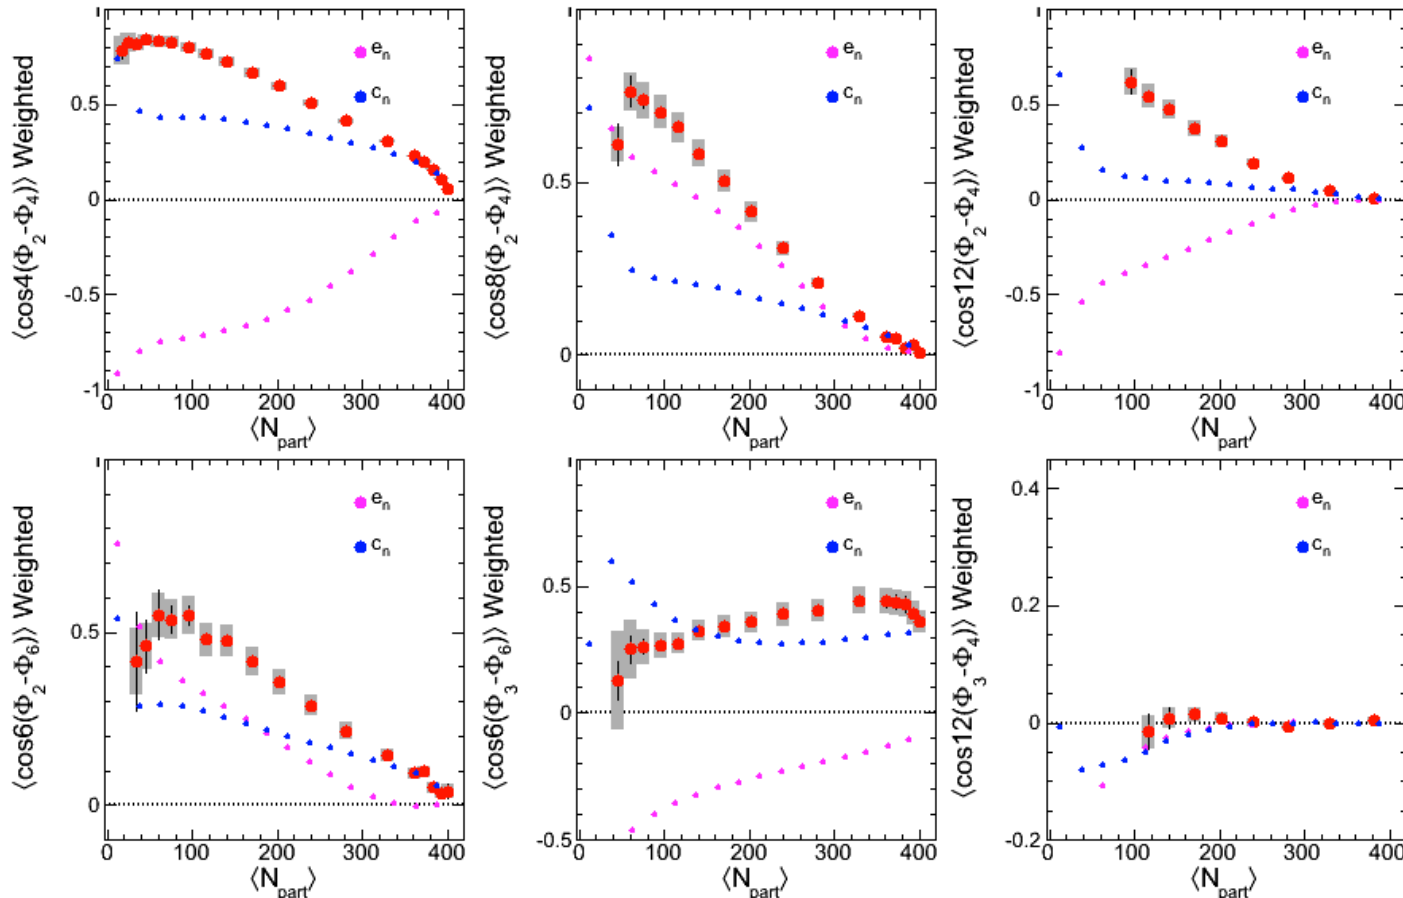 ⟨cos4(Φ2-Φ4)⟩ Weighted
1
0.5
0
-0.5
-1
0 100 200 300 400
⟨Npart⟩
en
cn
⟨cos8(Φ2-Φ4)⟩ Weighted
1
0.5
0
0 100 200 300 400
⟨Npart⟩
en
cn
⟨cos12(Φ2-Φ4)⟩ Weighted
1
0.5
0
-0.5
-1
0 100 200 300 400
⟨Npart⟩
en
cn
⟨cos6(Φ2-Φ6)⟩ Weighted
1
0.5
0
0 100 200 300 400
⟨Npart⟩
en
cn
⟨cos6(Φ3-Φ6)⟩ Weighted
1
0.5
0
-0.5
0 100 200 300 400
⟨Npart⟩
en
cn
⟨cos12(Φ3-Φ4)⟩ Weighted
0.4
0.2
0
-0.2
0 100 200 300 400
⟨Npart⟩
en
cn